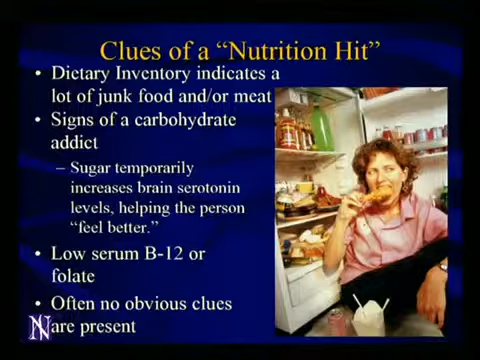 Clues of a “Nutrition Hit”
• Dietary Inventory indicates a
lot of junk food and/or meat
• Signs of a carbohydrate
addict
– Sugar temporarily
increases brain serotonin
levels, helping the person
“feel better.”
• Low serum B-12 or
folate
• Often no obvious clues
are present
N